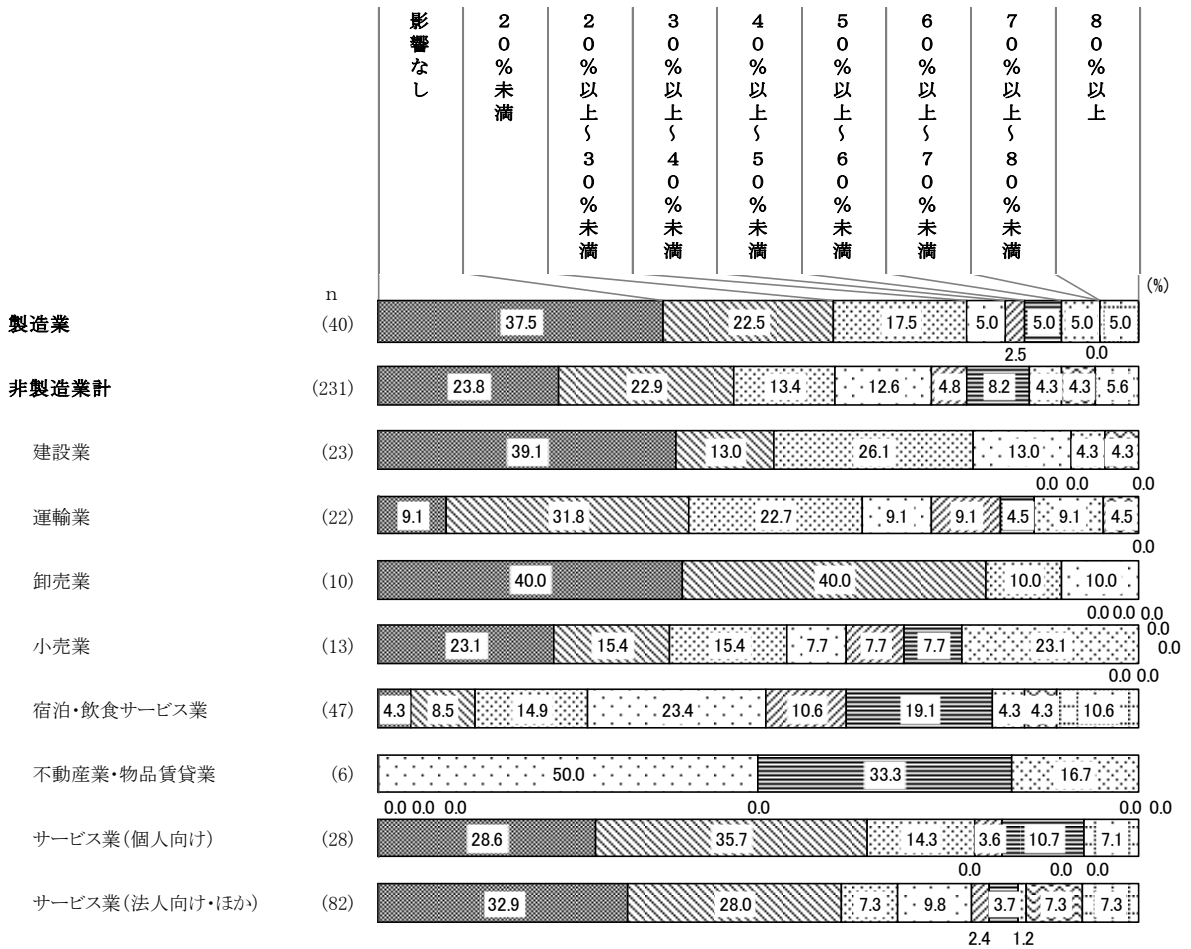 影響なし
20%未満
20%以上~30%未満
30%以上~40%未満
40%以上~50%未満
50%以上~60%未満
60%以上~70%未満
70%以上~80%未満
80%以上
n
(%)
製造業 (40) 37.5 22.5 17.5 5.0 5.0 5.0 5.0
2.5 0.0
非製造業計 (231) 23.8 22.9 13.4 12.6 4.8 8.2 4.3 4.3 5.6
建設業 (23) 39.1 13.0 26.1 13.0 4.3 4.3
0.0 0.0 0.0
運輸業 (22) 9.1 31.8 22.7 9.1 9.1 4.5 9.1 4.5
0.0
卸売業 (10) 40.0 40.0 10.0 10.0
0.0 0.0 0.0
0.0
0.0
小売業 (13) 23.1 15.4 15.4 7.7 7.7 7.7 23.1
0.0 0.0
宿泊・飲食サービス業 (47) 4.3 8.5 14.9 23.4 10.6 19.1 4.3 4.3 10.6
不動産業・物品賃貸業 (6) 50.0 33.3 16.7
0.0 0.0 0.0 0.0 0.0 0.0
サービス業(個人向け) (28) 28.6 35.7 14.3 3.6 10.7 7.1
0.0 0.0 0.0
サービス業(法人向け・ほか) (82) 32.9 28.0 7.3 9.8 3.7 7.3 7.3
2.4 1.2